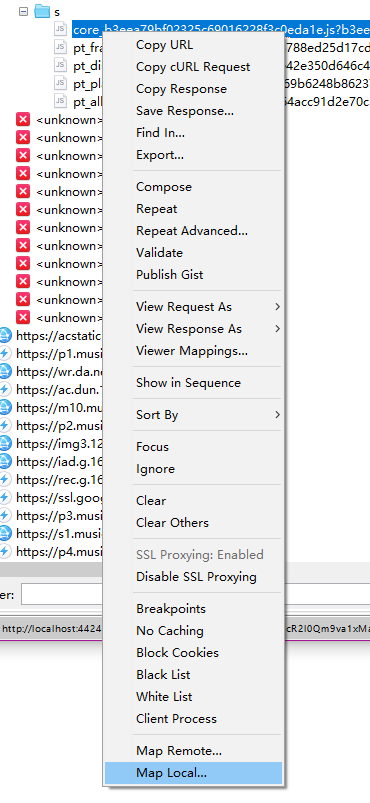 s
core_b3eea79bf02325c69016228f3c0eda1e.js?b3ee
Copy URL
pt_fra
788ed25d17cd
Copy cURL Request
pt_di
42e350d646c4
Copy Response
pt_pl
69b6248b8623
Save Response...
pt_all
64acc91d2e70c
Find In...
<unknown>
Export...
<unknown>
<unknown>
<unknown>
Compose
<unknown>
Repeat
<unknown>
Repeat Advanced...
<unknown>
Validate
<unknown>
Publish Gist
<unknown>
<unknown>
View Request As
<unknown>
<unknown>
View Response As
https://acstatic
Viewer Mappings...
https://p1.musi
https://wr.da.ne
Show in Sequence
https://ac.dun.1
https://m10.mu
Sort By
https://p2.musi
https://img3.12
Focus
https://iad.g.16
Ignore
https://rec.g.16
https://ssl.goog
Clear
https://p3.musi
Clear Others
https://s1.musi
https://p4.musi
SSL Proxying: Enabled
Disable SSL Proxying
er:
Breakpoints
http://localhost:4424
No Caching
cR2I0Qm9va1xMa
Block Cookies
Black List
White List
Client Process
Map Remote...
Map Local...